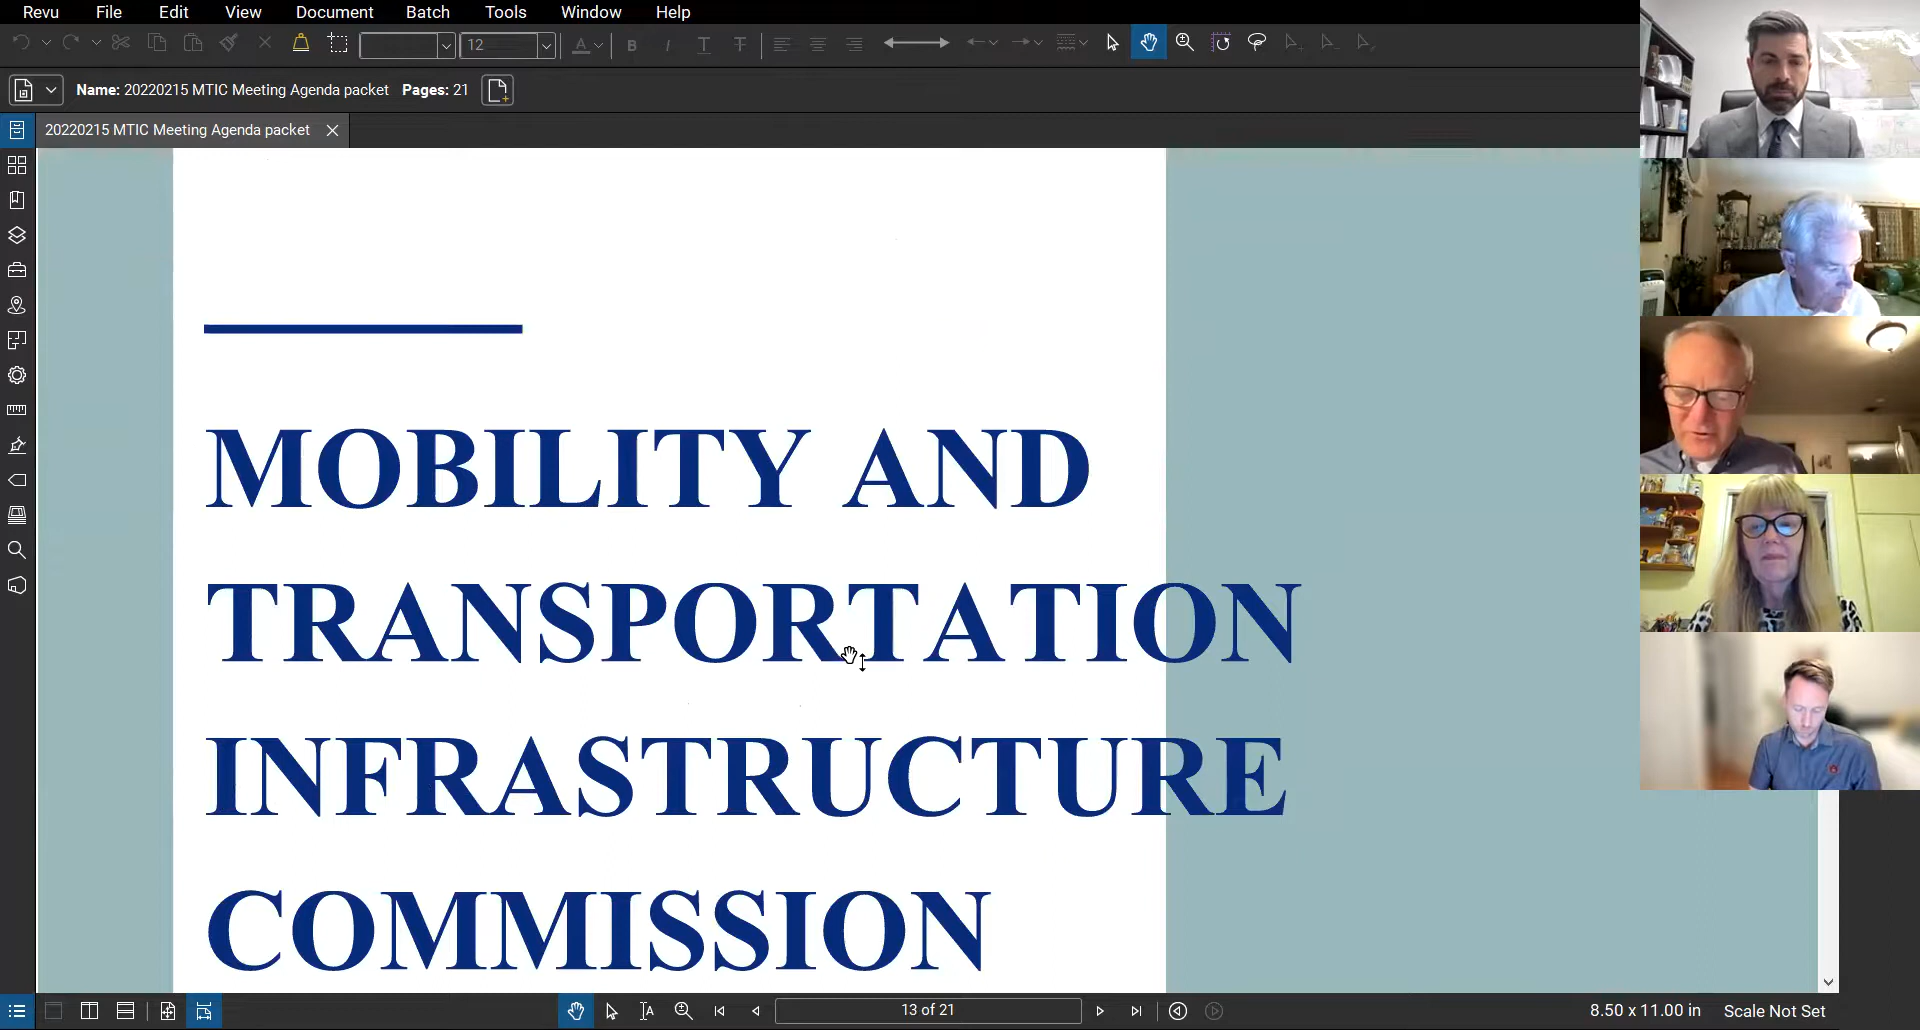 Revu File Edit View Document Batch Tools Window Help
12
Name: 20220215 MTIC Meeting Agenda packet Pages: 21
20220215 MTIC Meeting Agenda packet
MOBILITY AND
TRANSPORTATION
INFRASTRUCTURE
COMMISSION
13 of 21
8.50 x 11.00 in Scale Not Set